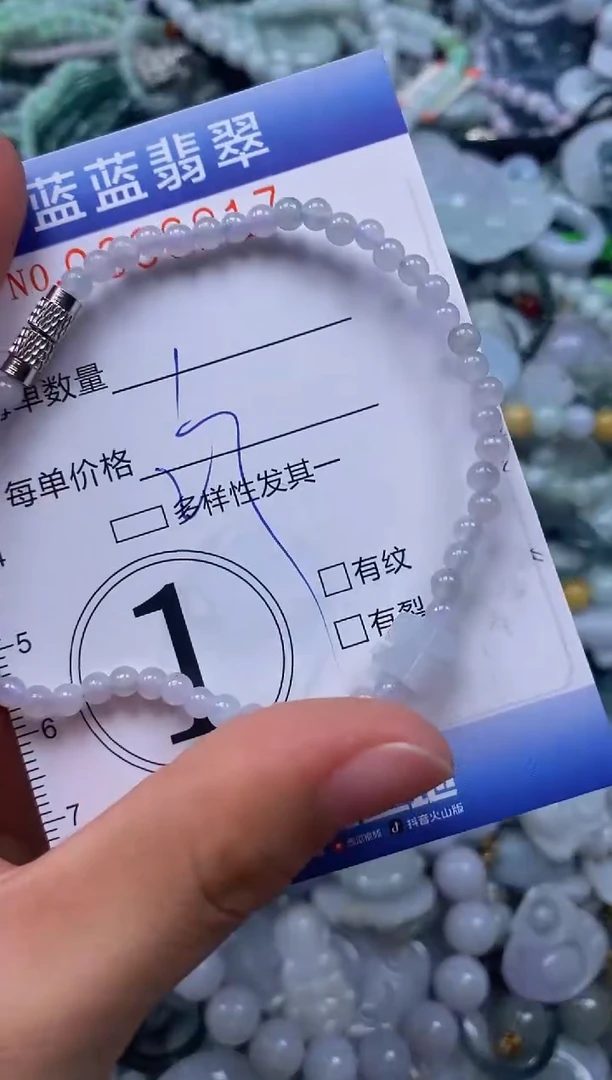 蓝蓝翡翠
NO.
单数量
每单价格
多样性发其一
有纹
有裂
1
5
6
7
抖音火山版